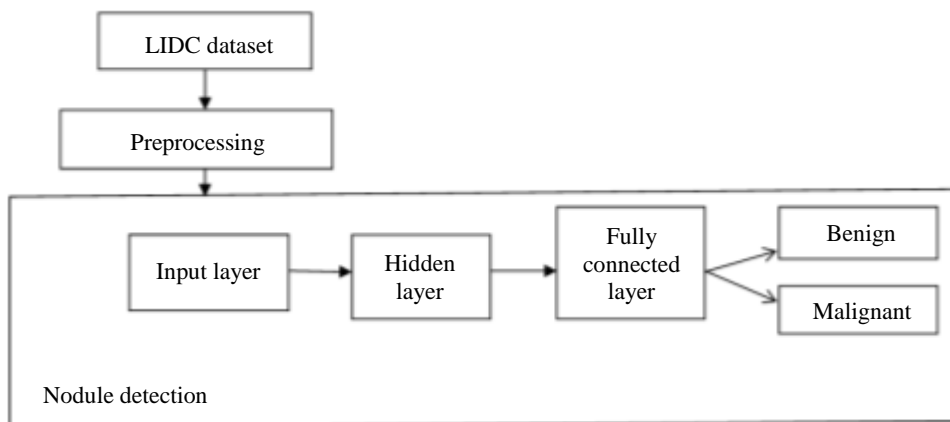 LIDC dataset
Preprocessing
Input layer
Hidden
layer
Fully
connected
layer
Benign
Malignant
Nodule detection